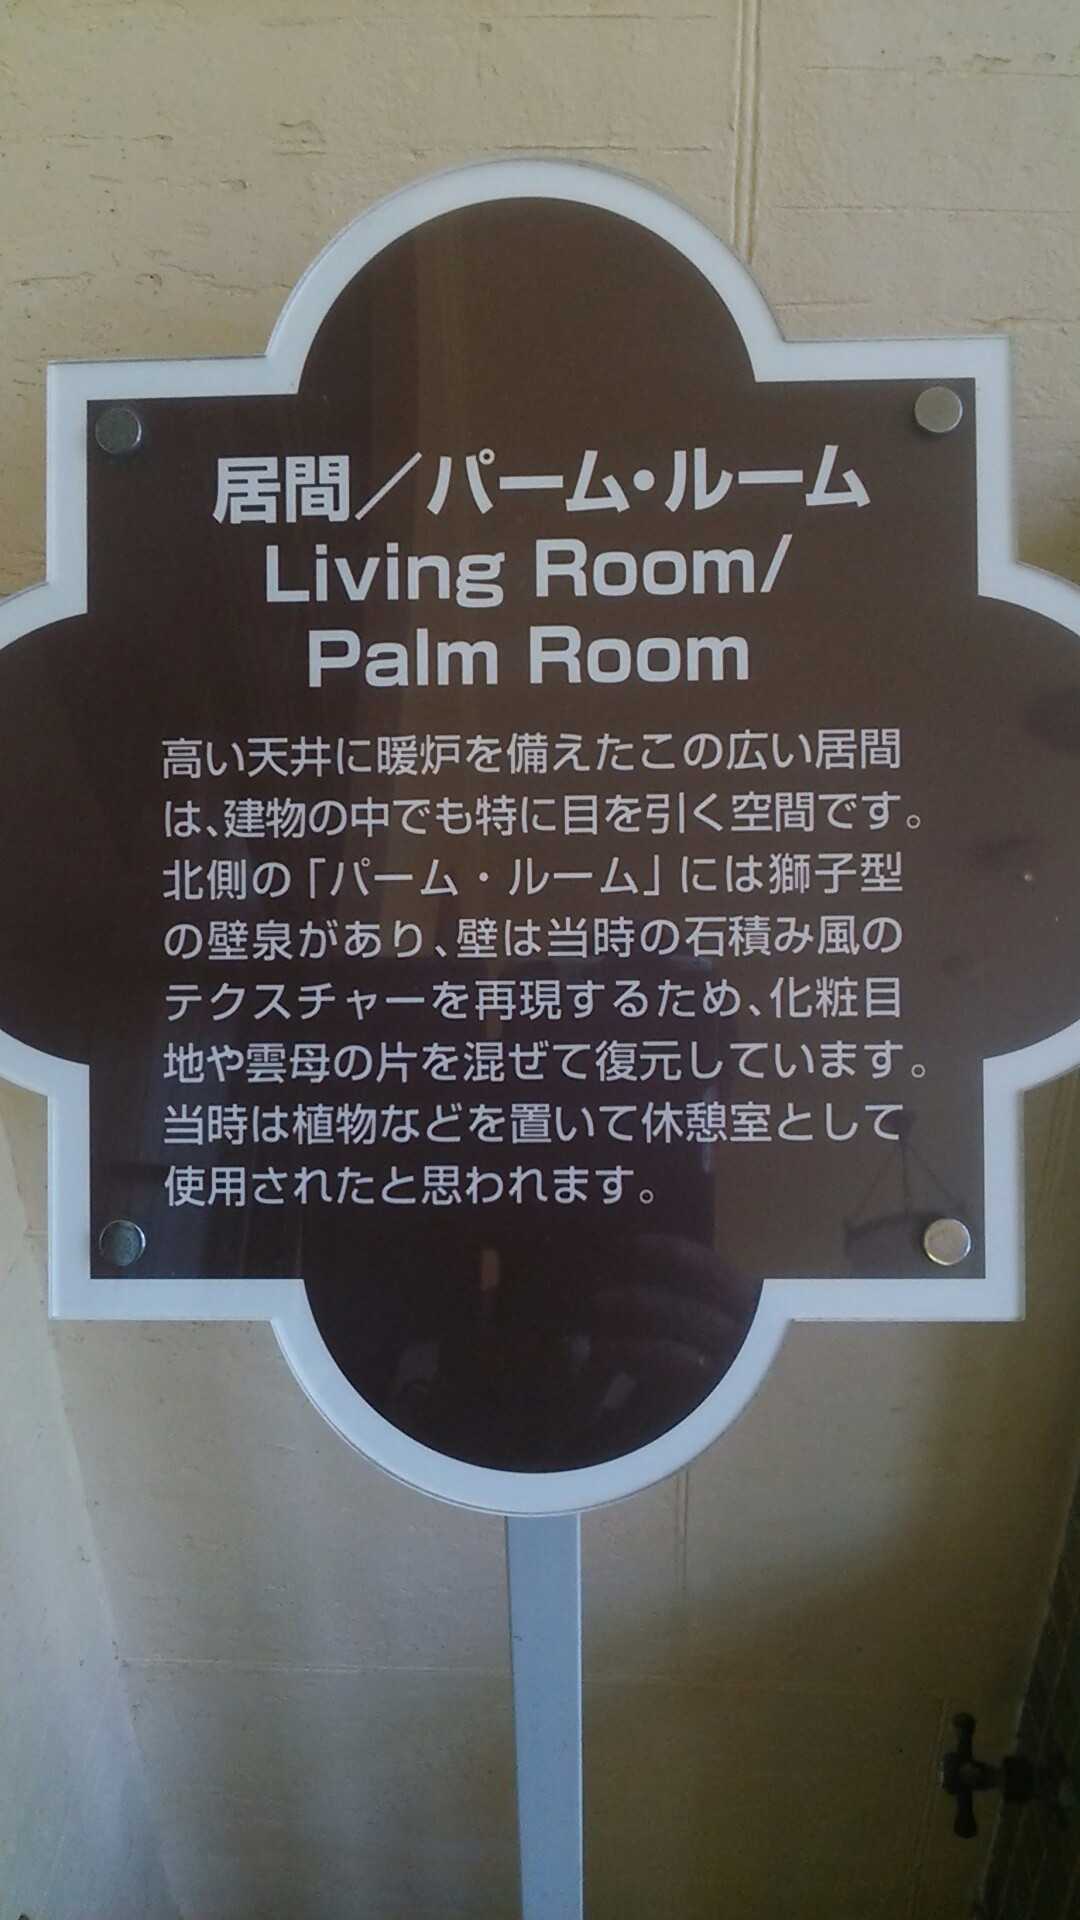 居間／パーム・ルーム
Living Room/
Palm Room
高い天井に暖炉を備えたこの広い居間
は、建物の中でも特に目を引く空間です。
北側の「パーム・ルーム」には獅子型
の壁泉があり、壁は当時の石積み風の
テクスチャーを再現するため、化粧目
地や雲母の片を混ぜて復元しています。
当時は植物などを置いて休憩室として
使用されたと思われます。